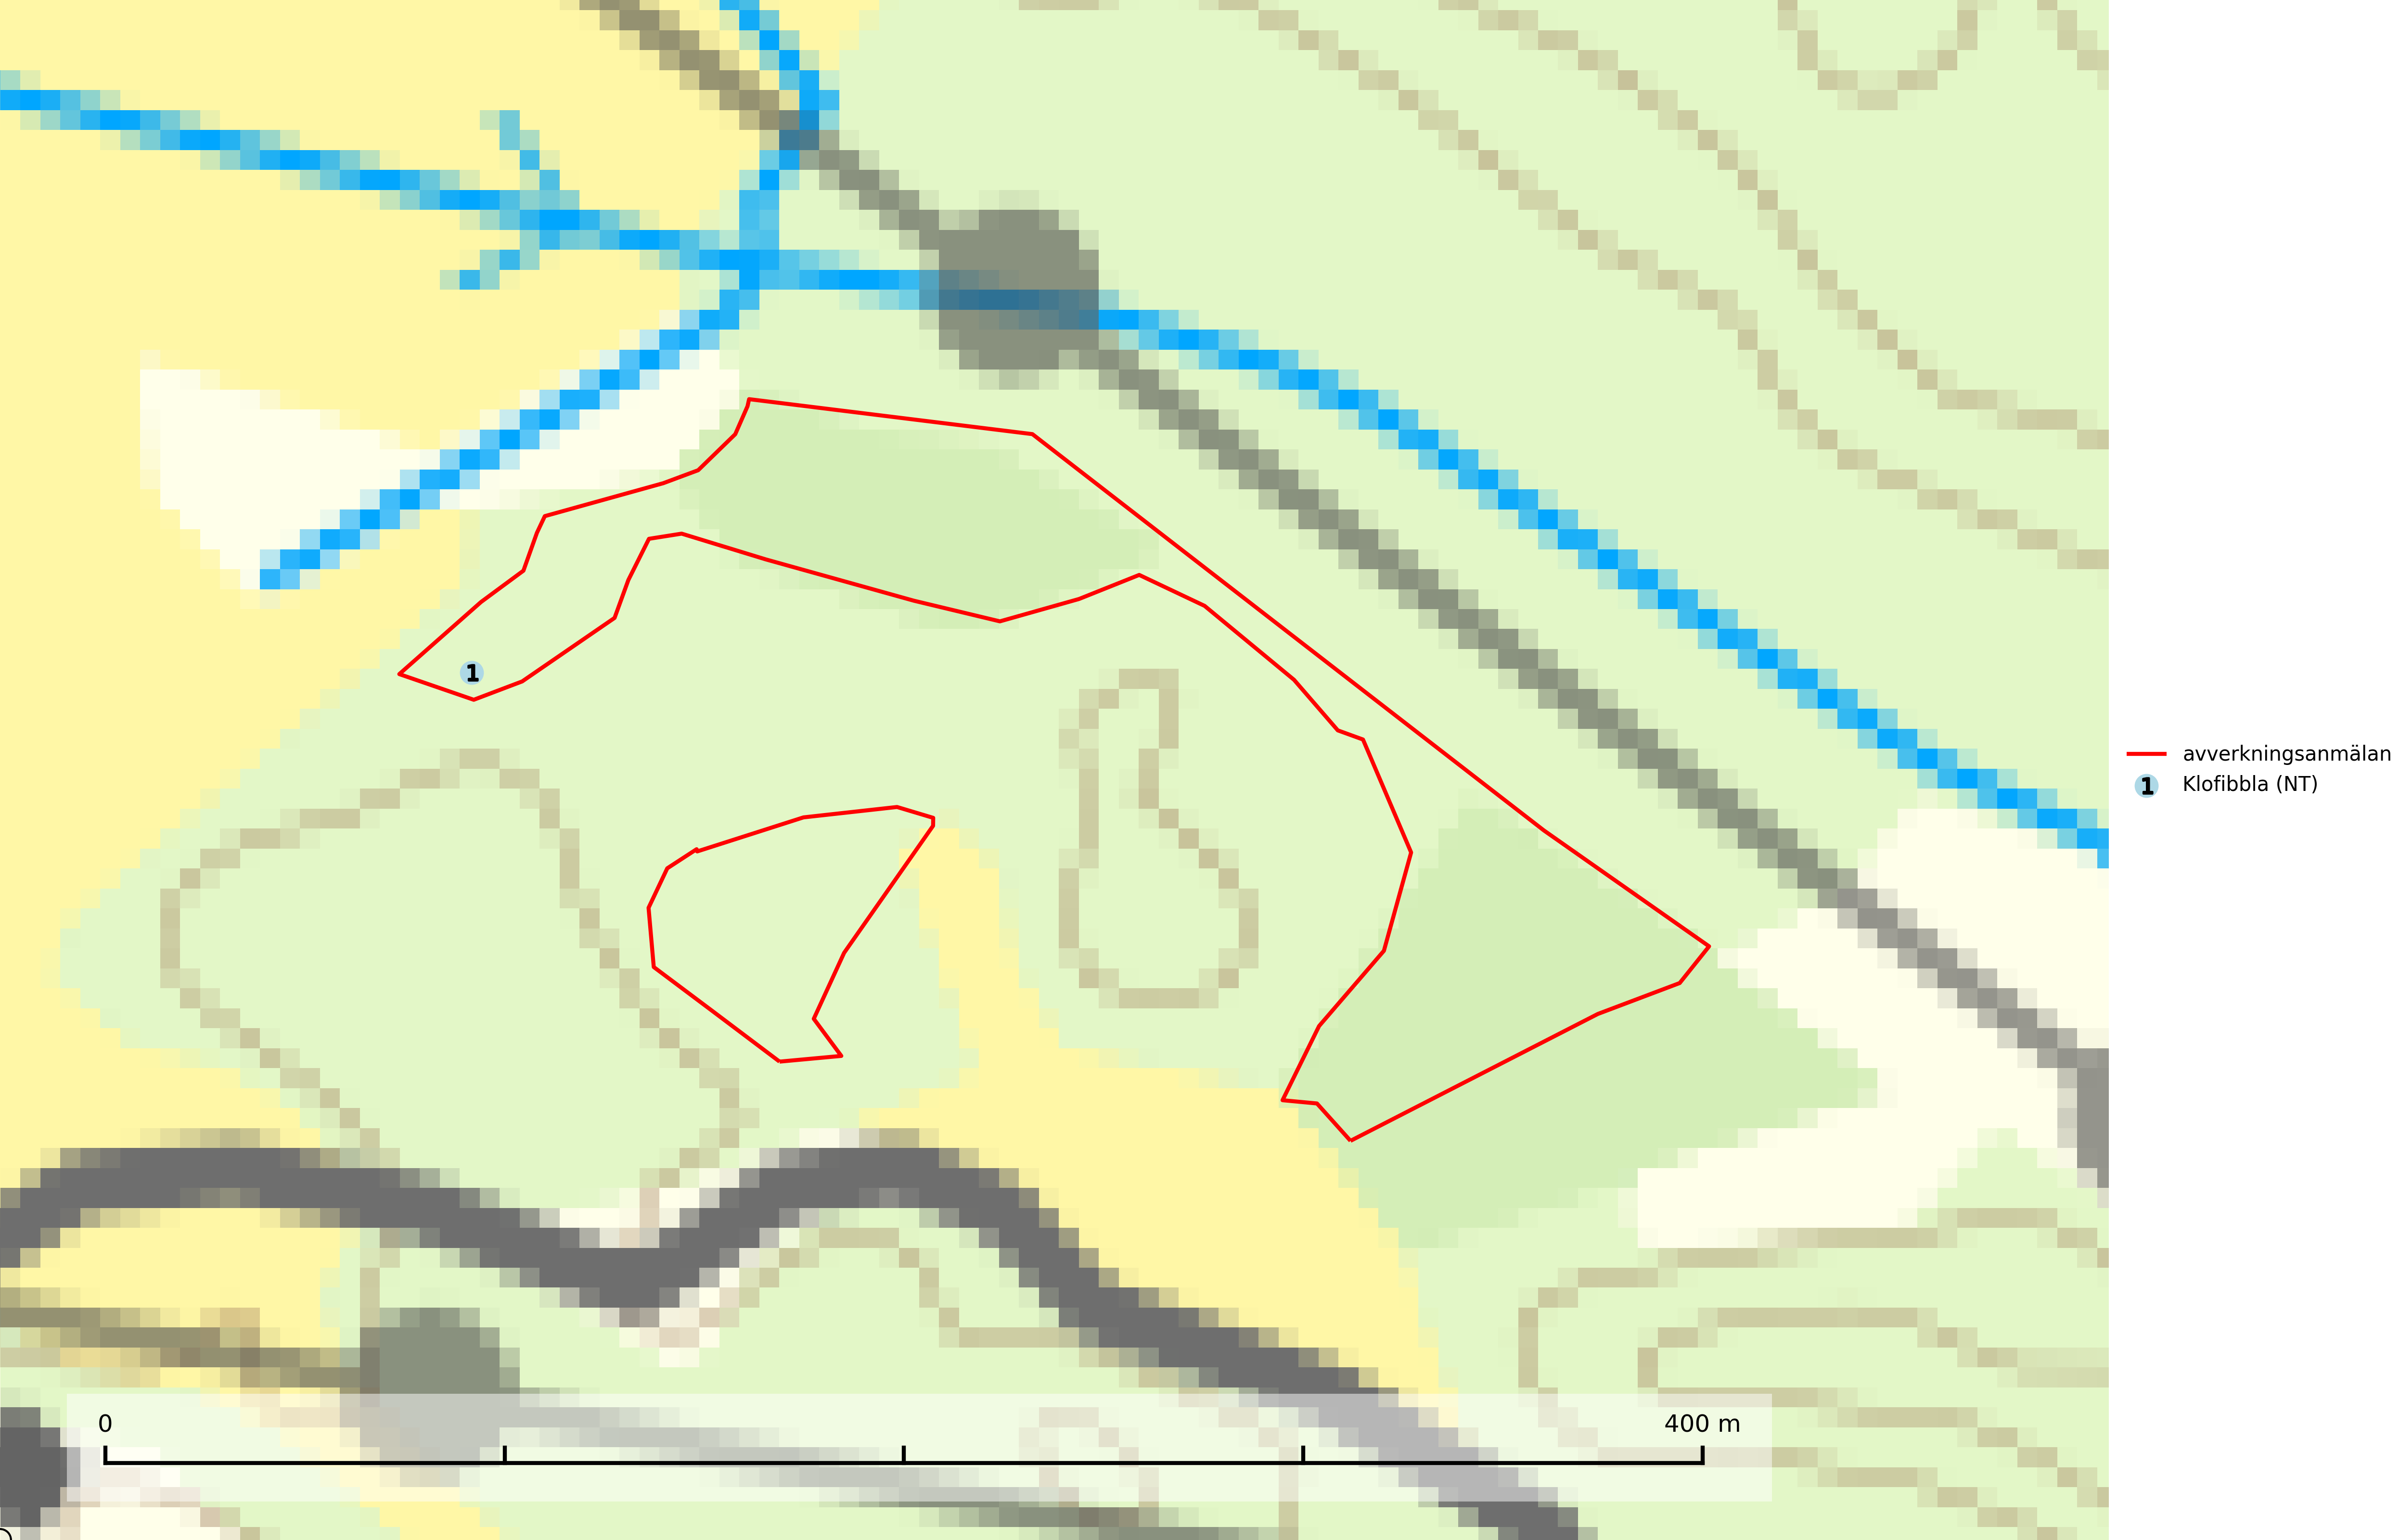 1
avverkningsanmälan
1 Klofibbla (NT)
0 400 m